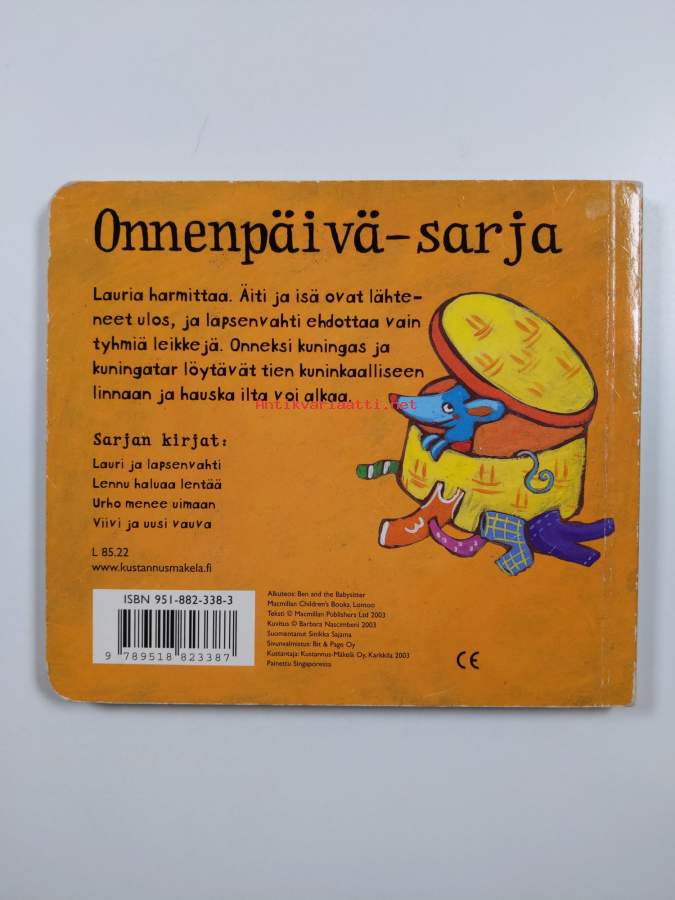 Onnenpäivä-sarja
Lauria harmittaa. Äiti ja isä ovat lähte-
neet ulos, ja lapsenvahti ehdottaa vain
tyhmiä leikkejä. Onneksi kuningas ja
kuningatar löytävät tien kuninkaalliseen
linnaan ja hauska ilta voi alkaa.
Antikvariaatti.net
Sarjan kirjat:
Lauri ja lapsenvahti
Lennu haluaa lentää
Urho menee uimaan
Viivi ja uusi vauva
L 85.22
www.kustannusmakela.fi
ISBN 951-882-338-3
9 789518 823387
Alkuteos: Ben and the Babysitter
Macmillan Children's Books, Lontoo
Teksti © Macmillan Publishers Ltd 2003
Kuvitus © Barbara Nascimbeni 2003
Suomentanut Sinikka Sajama
Sivunvalmistus: Bit & Page Oy
Kustantaja: Kustannus-Mäkelä Oy, Karkkila 2003
Painettu Singaporessa
CE